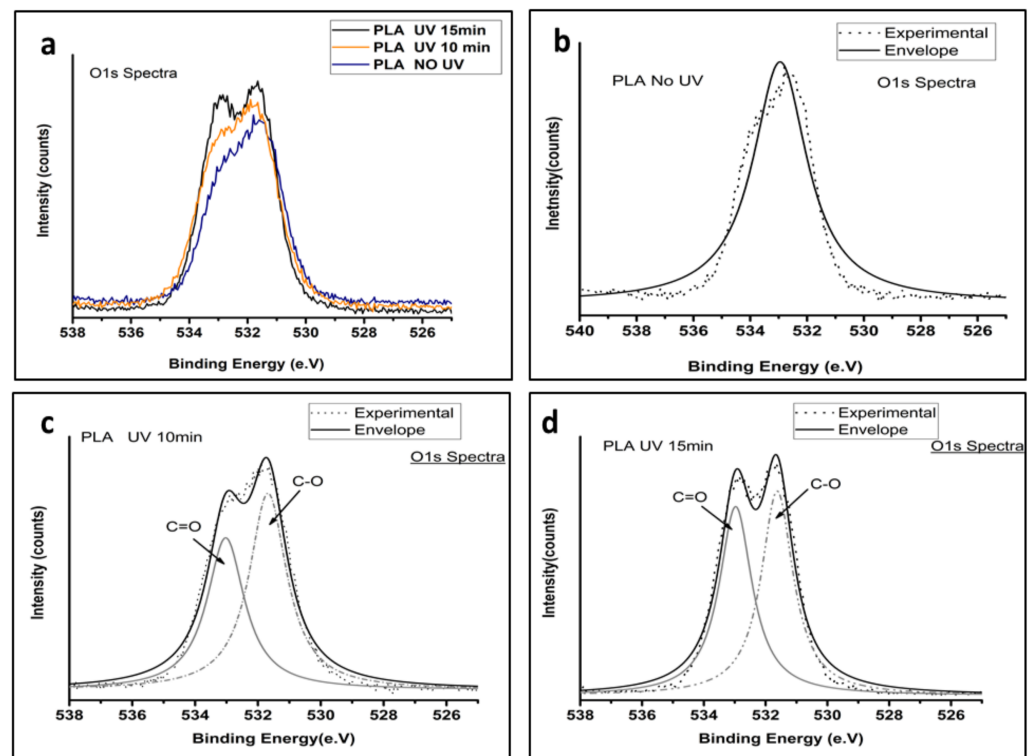 a
PLA UV 15min
PLA UV 10 min
PLA NO UV
O1s Spectra
Intensity (counts)
538 536 534 532 530 528 526
Binding Energy (e.V)
b
Experimental
Envelope
PLA No UV
O1s Spectra
Inetnsity(counts)
540 538 536 534 532 530 528 526
Binding Energy (e.V)
c
Experimental
Envelope
PLA UV 10min
O1s Spectra
C-O
C=O
Intensity (counts)
538 536 534 532 530 528 526
Binding Energy(e.V)
d
Experimental
Envelope
PLA UV 15min
O1s Spectra
C-O
C=O
Intensity(counts)
538 536 534 532 530 528 526
Binding Energy (e.V)